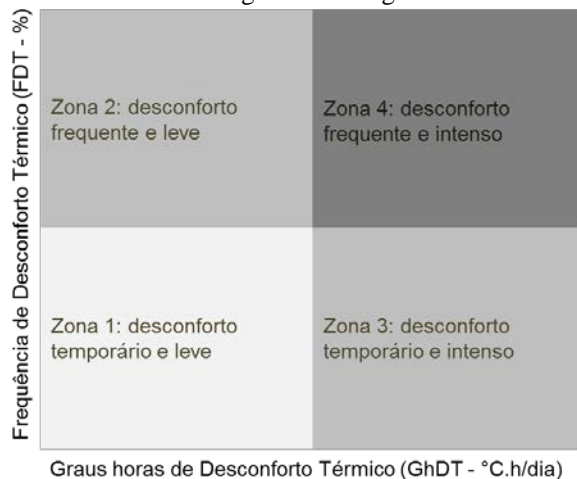 Frequência de Desconforto Térmico (FDT - %)
Zona 2: desconforto
frequente e leve
Zona 4: desconforto
frequente e intenso
Zona 1: desconforto
temporário e leve
Zona 3: desconforto
temporário e intenso
Graus horas de Desconforto Térmico (GhDT - °C.h/dia)